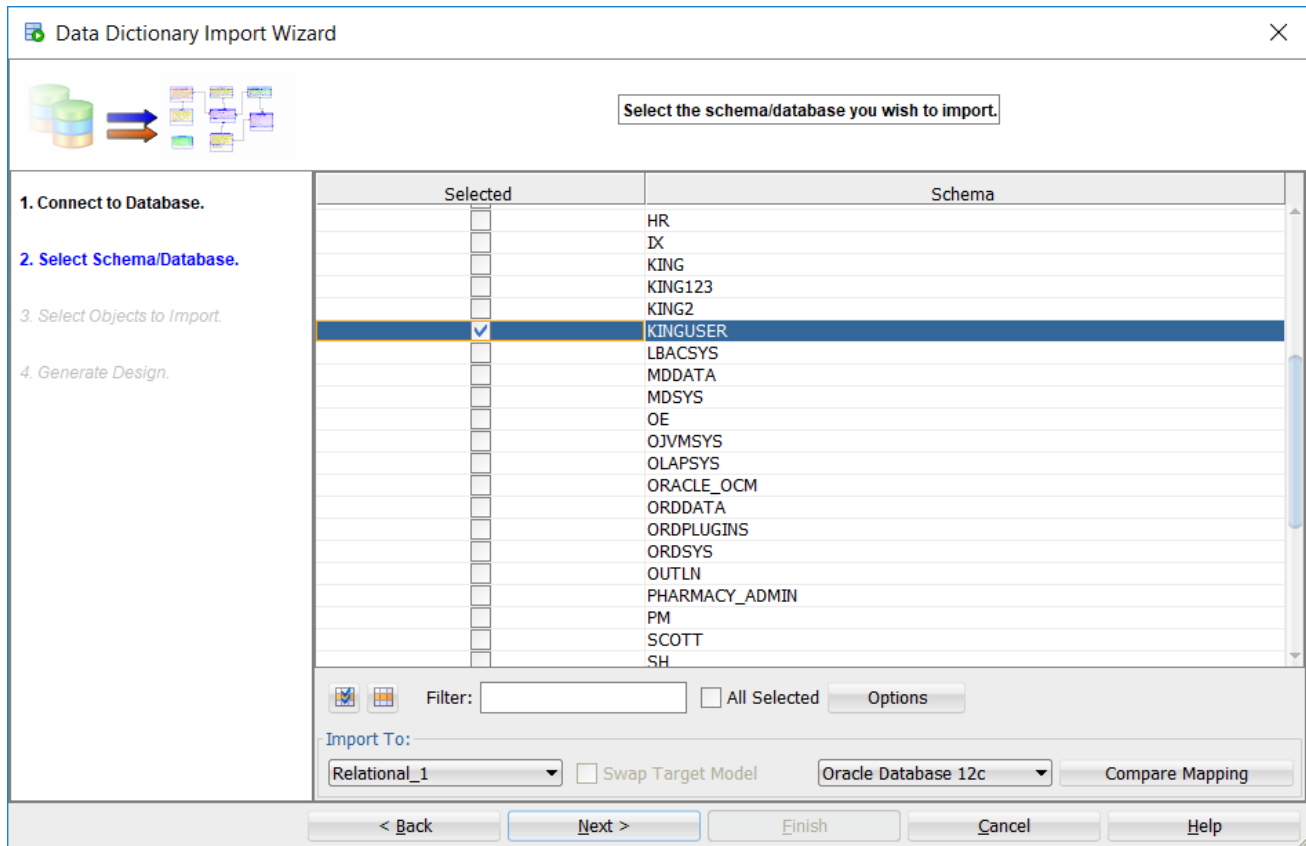 Data Dictionary Import Wizard
Select the schema/database you wish to import.
1. Connect to Database.
2. Select Schema/Database.
3. Select Objects to Import.
4. Generate Design.
Selected Schema
HR
IX
KING
KING123
KING2
KINGUSER
LBACSYS
MDDATA
MDSYS
OE
OJVMSYS
OLAPSYS
ORACLE_OCM
ORDDATA
ORDPLUGINS
ORDSYS
OUTLN
PHARMACY_ADMIN
PM
SCOTT
SH
Filter: All Selected Options
Import To:
Relational_1 Swap Target Model Oracle Database 12c Compare Mapping
< Back Next > Finish Cancel Help